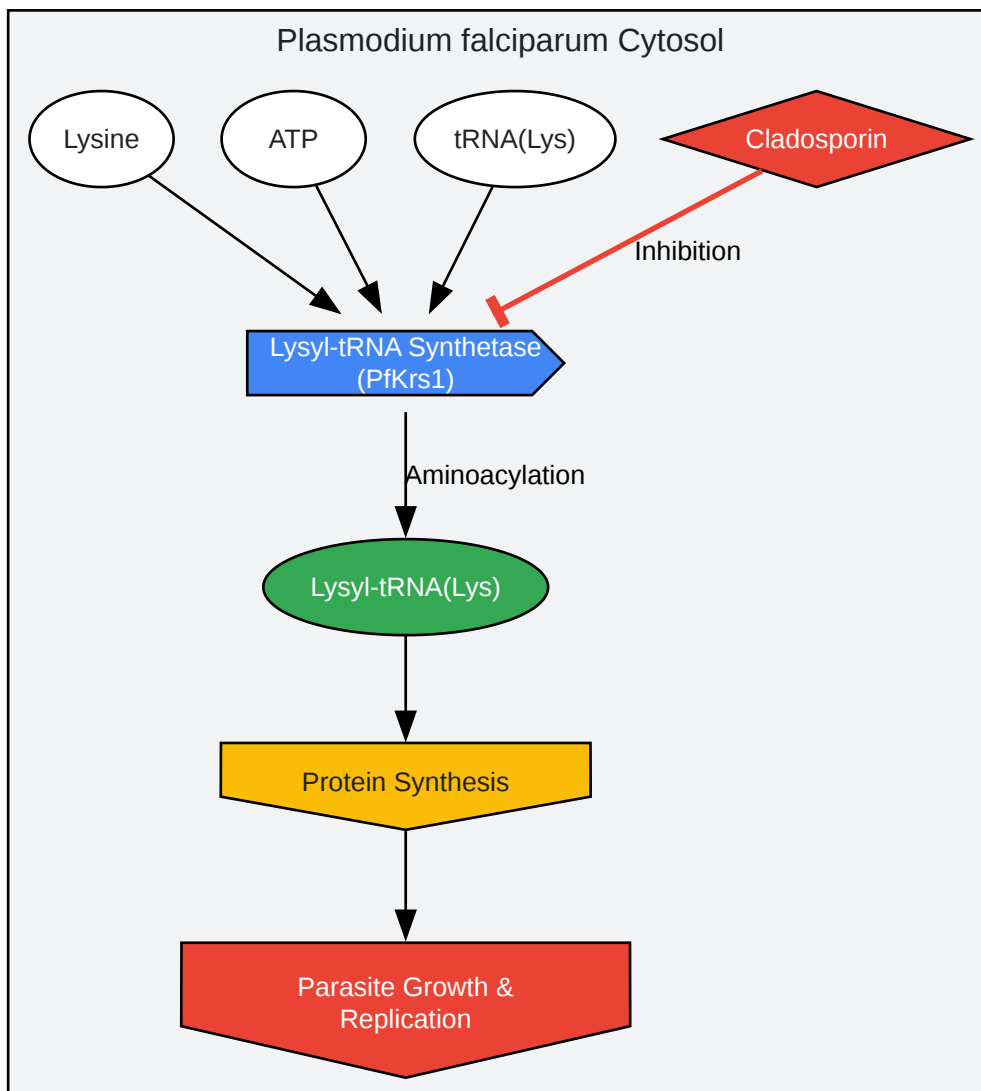 Plasmodium falciparum Cytosol
Lysine
ATP
tRNA(Lys)
Cladosporin
Inhibition
Lysyl-tRNA Synthetase
(PfKrs1)
Aminoacylation
Lysyl-tRNA(Lys)
Protein Synthesis
Parasite Growth &
Replication